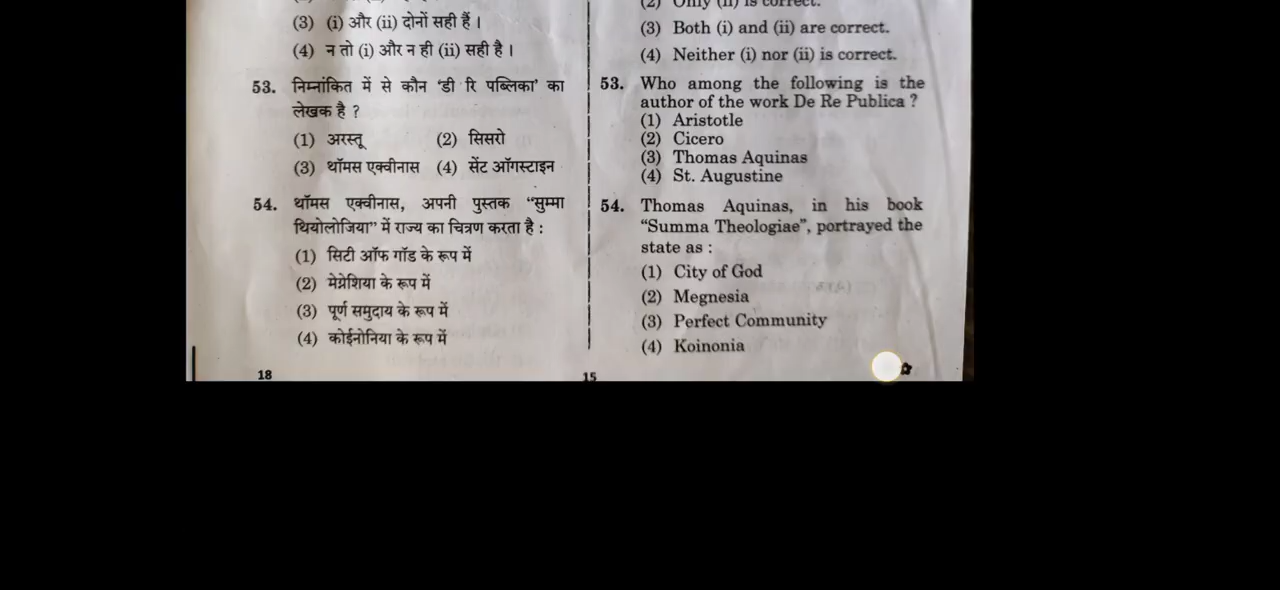 (3) (i) और (ii) दोनों सही हैं ।
(4) न तो (i) और न ही (ii) सही है ।
53. निम्नांकित में से कौन ‘डी रि पब्लिका’ का
लेखक है ?
(1) अरस्तू (2) सिसरो
(3) थॉमस एक्वीनास (4) सेंट ऑगस्टाइन
54. थॉमस एक्वीनास, अपनी पुस्तक “सुम्मा
थियोलोजिया” में राज्य का चित्रण करता है :
(1) सिटी ऑफ गॉड के रूप में
(2) मेग्नेशिया के रूप में
(3) पूर्ण समुदाय के रूप में
(4) कोईनोनिया के रूप में
18
(2) Only (ii) is correct.
(3) Both (i) and (ii) are correct.
(4) Neither (i) nor (ii) is correct.
53. Who among the following is the
author of the work De Re Publica ?
(1) Aristotle
(2) Cicero
(3) Thomas Aquinas
(4) St. Augustine
54. Thomas Aquinas, in his book
“Summa Theologiae”, portrayed the
state as :
(1) City of God
(2) Megnesia
(3) Perfect Community
(4) Koinonia
15